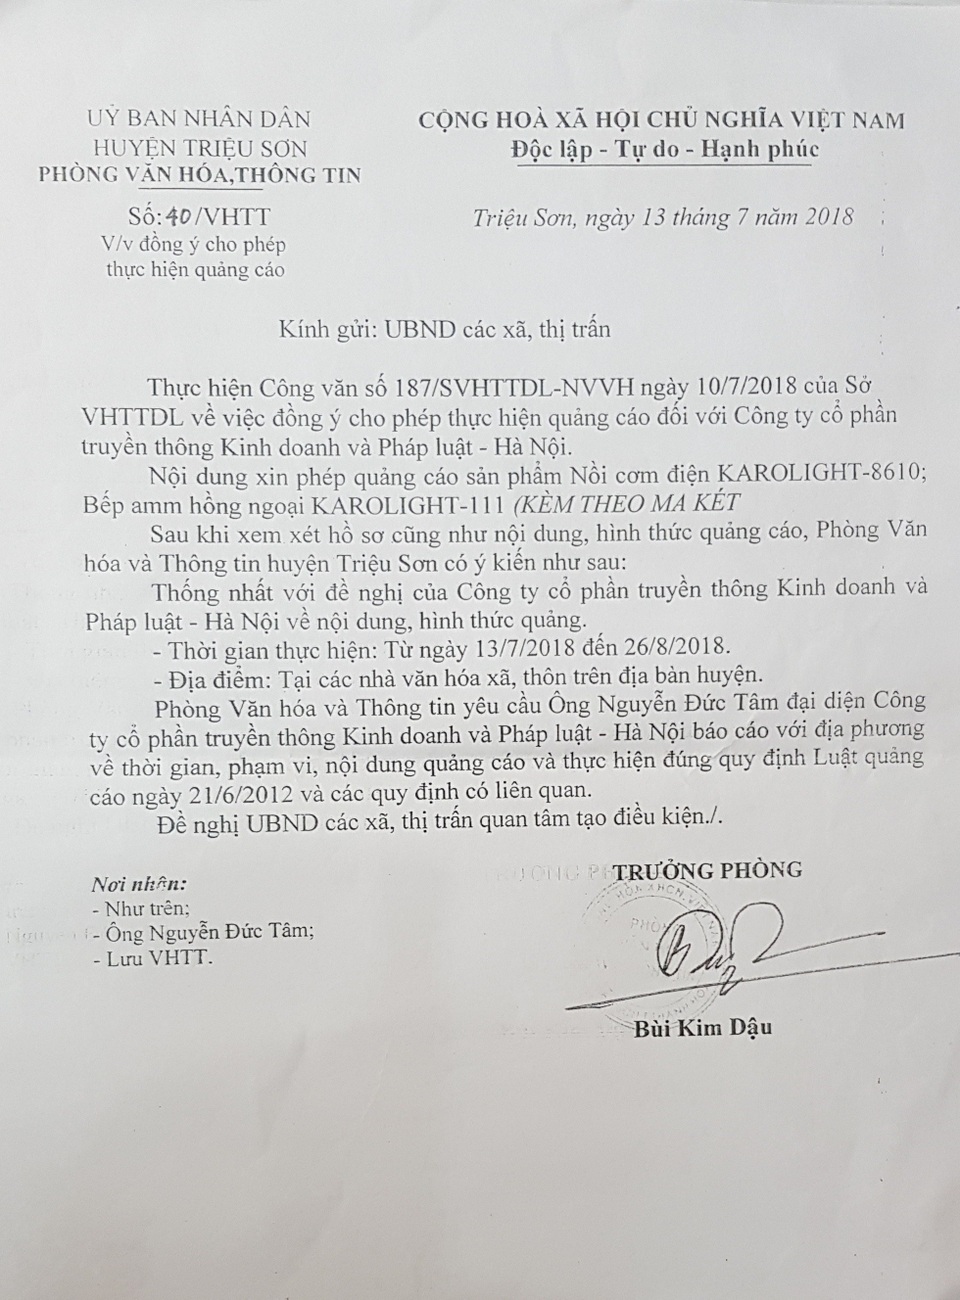 UỶ BAN NHÂN DÂN
HUYỆN TRIỆU SƠN
PHÒNG VĂN HÓA,THÔNG TIN
Số:40/VHTT
V/v đồng ý cho phép
thực hiện quảng cáo
CỘNG HOÀ XÃ HỘI CHỦ NGHĨA VIỆT NAM
Độc lập - Tự do - Hạnh phúc
Triệu Sơn, ngày 13 tháng 7 năm 2018
Kính gửi: UBND các xã, thị trấn
Thực hiện Công văn số 187/SVHTTDL-NVVH ngày 10/7/2018 của Sở
VHTTDL về việc đồng ý cho phép thực hiện quảng cáo đối với Công ty cổ phần
truyền thông Kinh doanh và Pháp luật - Hà Nội.
Nội dung xin phép quảng cáo sản phẩm Nồi cơm điện KAROLIGHT-8610;
Bếp amm hồng ngoại KAROLIGHT-111 (KÈM THEO MA KÉT
Sau khi xem xét hồ sơ cũng như nội dung, hình thức quảng cáo, Phòng Văn
hóa và Thông tin huyện Triệu Sơn có ý kiến như sau:
Thống nhất với đề nghị của Công ty cổ phần truyền thông Kinh doanh và
Pháp luật - Hà Nội về nội dung, hình thức quảng.
- Thời gian thực hiện: Từ ngày 13/7/2018 đến 26/8/2018.
- Địa điểm: Tại các nhà văn hóa xã, thôn trên địa bàn huyện.
Phòng Văn hóa và Thông tin yêu cầu Ông Nguyễn Đức Tâm đại diện Công
ty cổ phần truyền thông Kinh doanh và Pháp luật - Hà Nội báo cáo với địa phương
về thời gian, phạm vi, nội dung quảng cáo và thực hiện đúng quy định Luật quảng
cáo ngày 21/6/2012 và các quy định có liên quan.
Đề nghị UBND các xã, thị trấn quan tâm tạo điều kiện./.
Nơi nhận:
- Như trên;
- Ông Nguyễn Đức Tâm;
- Lưu VHTT.
TRƯỞNG PHÒNG
Bùi Kim Dậu